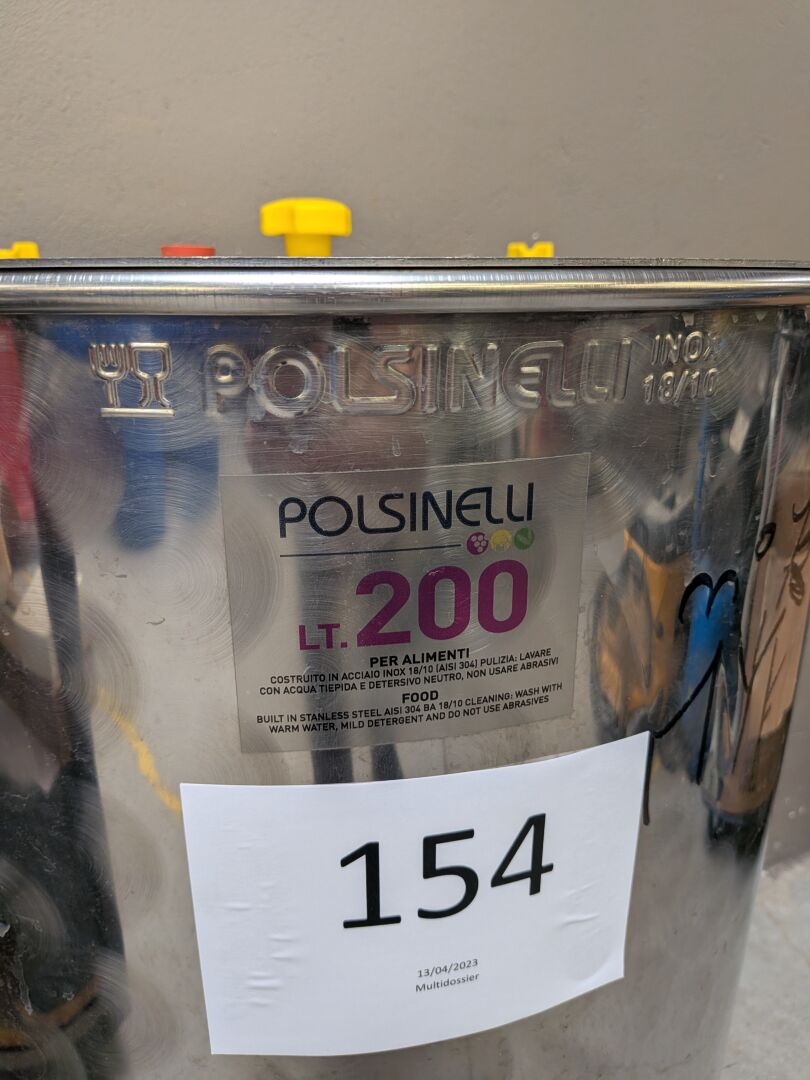 POLSINELLI INOX 18/10
POLSINELLI
LT. 200
PER ALIMENTI
COSTRUITO IN ACCIAIO INOX 18/10 (AISI 304) PULIZIA: LAVARE
CON ACQUA TIEPIDA E DETERSIVO NEUTRO, NON USARE ABRASIVI
FOOD
BUILT IN STANLESS STEEL AISI 304 BA 18/10 CLEANING: WASH WITH
WARM WATER, MILD DETERGENT AND DO NOT USE ABRASIVES
154
13/04/2023
Multidossier